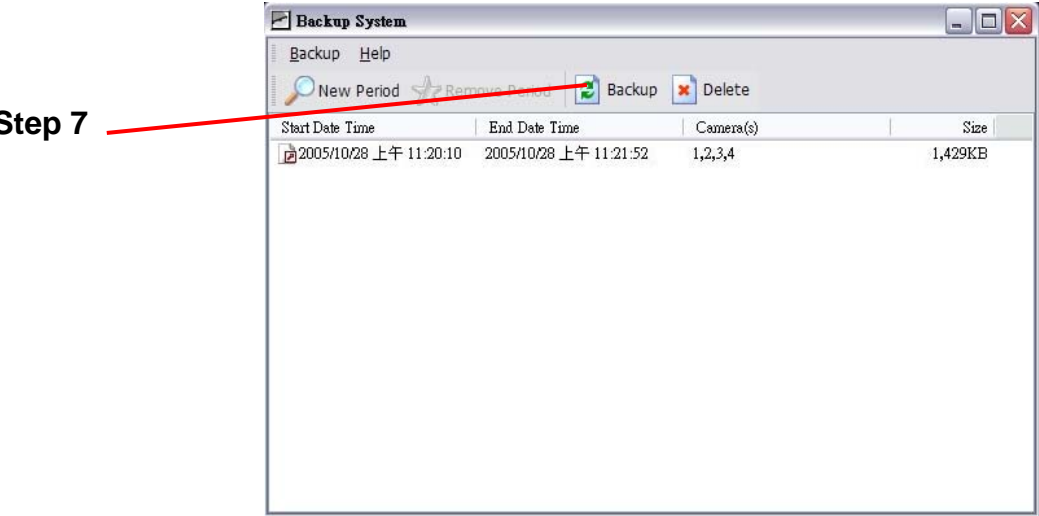 Backup System
Backup Help
New Period Remove Period Backup Delete
Step 7
Start Date Time End Date Time Camera(s) Size
2005/10/28 上午 11:20:10 2005/10/28 上午 11:21:52 1,2,3,4 1,429KB